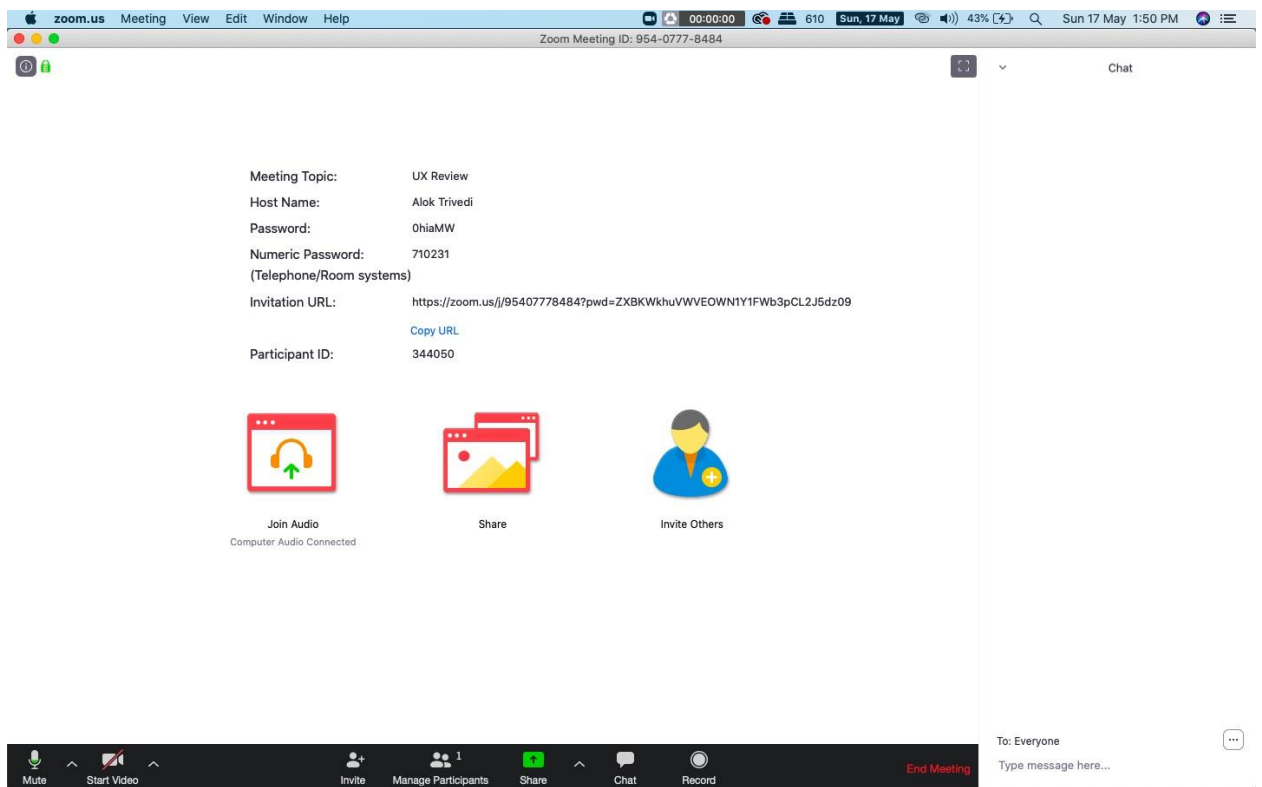 zoom.us Meeting View Edit Window Help 00:00:00 610 Sun, 17 May 43% Sun 17 May 1:50 PM
Zoom Meeting ID: 954-0777-8484
Chat
Meeting Topic: UX Review
Host Name: Alok Trivedi
Password: 0hiaMW
Numeric Password: 710231
(Telephone/Room systems)
Invitation URL: https://zoom.us/j/95407778484?pwd=ZXBKWkhuVWVEOWN1Y1FWb3pCL2J5dz09
Copy URL
Participant ID: 344050
Join Audio Share Invite Others
Computer Audio Connected
To: Everyone
Type message here...
Mute Start Video Invite Manage Participants 1 Share Chat Record End Meeting